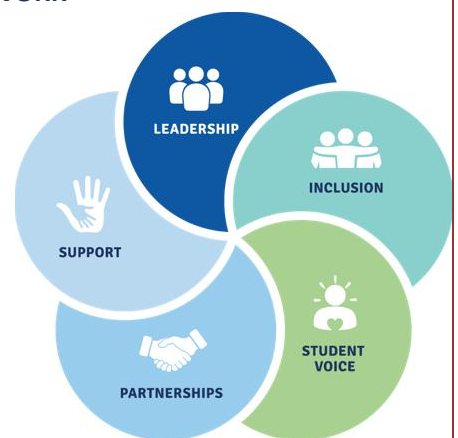 LEADERSHIP
INCLUSION
SUPPORT
STUDENT
VOICE
PARTNERSHIPS